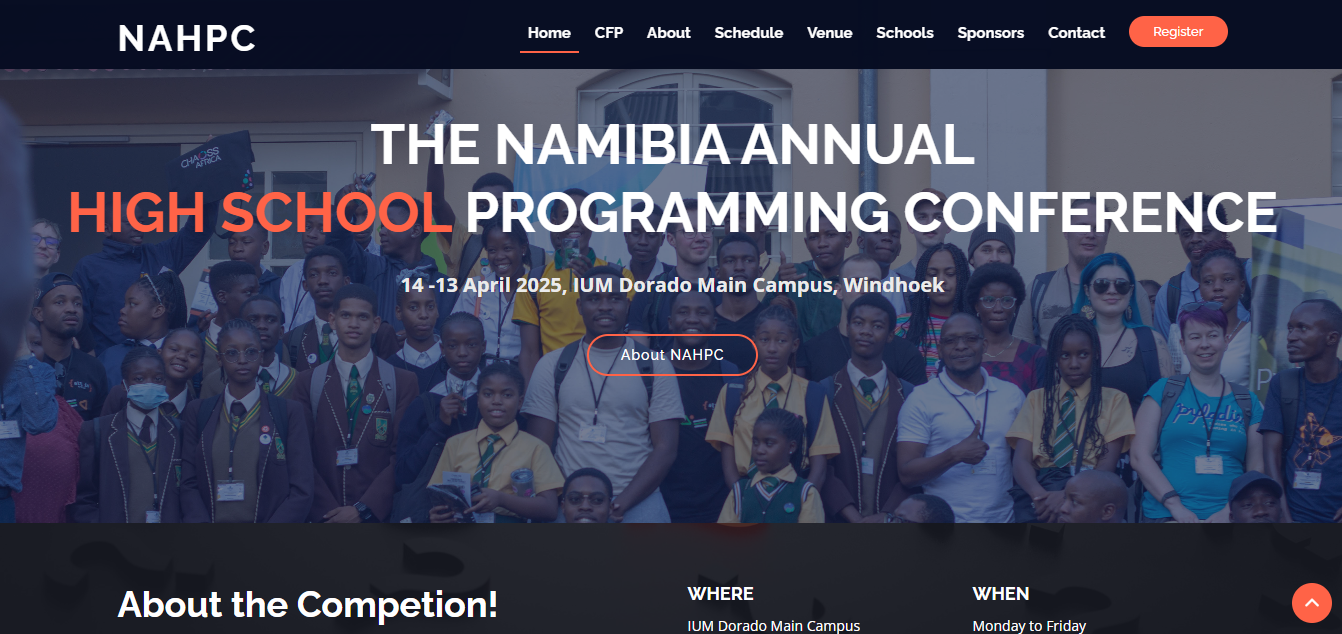 NAHPC
Home CFP About Schedule Venue Schools Sponsors Contact Register
CHAOSS
AFRICA
THE NAMIBIA ANNUAL
HIGH SCHOOL PROGRAMMING CONFERENCE
14 -13 April 2025, IUM Dorado Main Campus, Windhoek
About NAHPC
pyladies
About the Competion!
WHERE
IUM Dorado Main Campus
WHEN
Monday to Friday